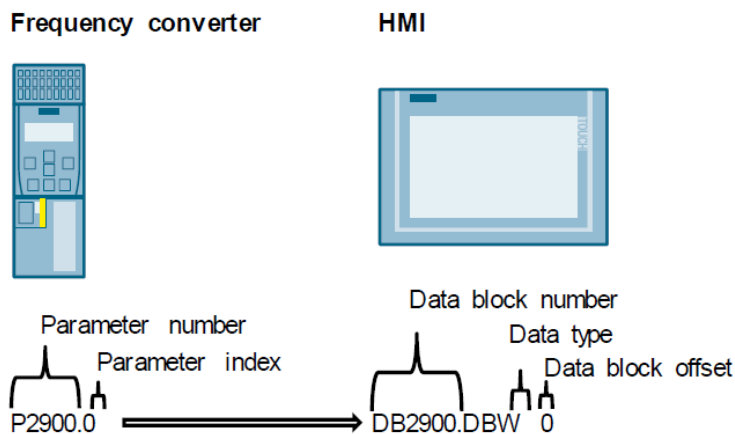 Frequency converter
HMI
TOUCH
Data block number
Parameter number
Data type
Parameter index
Data block offset
P2900.0
DB2900.DBW 0